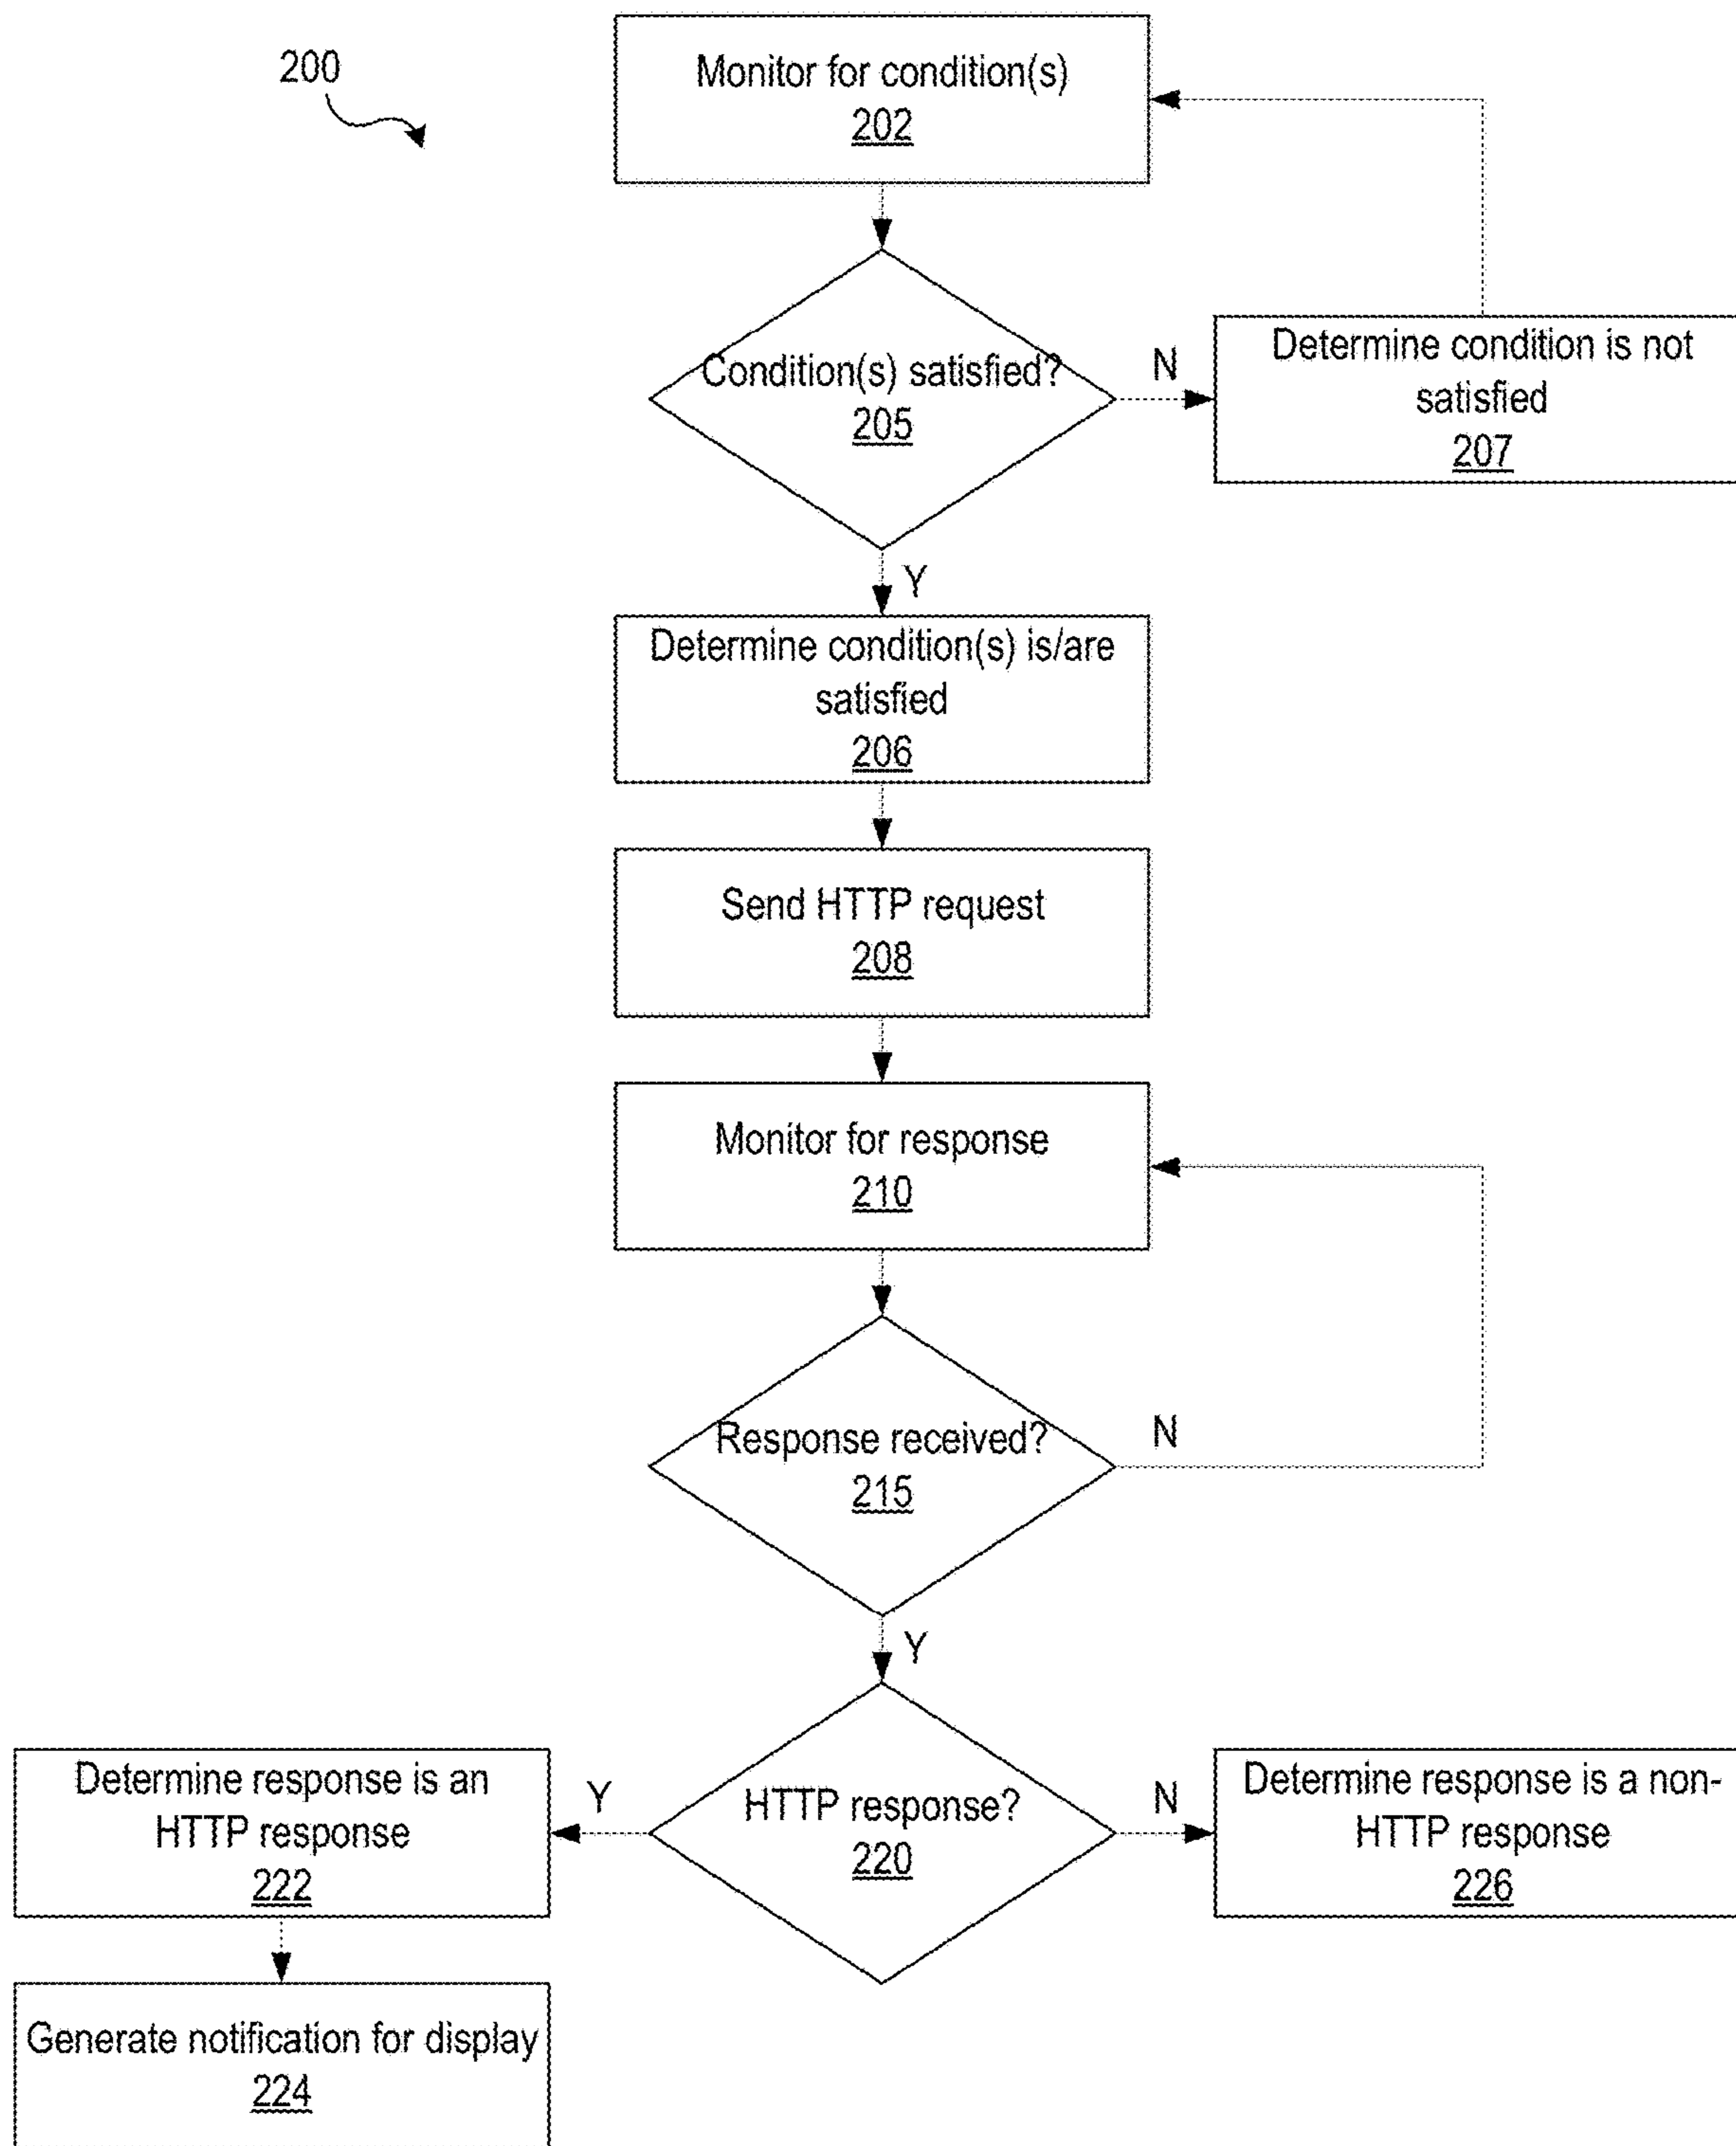 200
Monitor for condition(s)
202
Condition(s) satisfied?
205
N
Determine condition is not
satisfied
207
Y
Determine condition(s) is/are
satisfied
206
Send HTTP request
208
Monitor for response
210
Response received?
215
N
Y
HTTP response?
220
Y
Determine response is an
HTTP response
222
N
Determine response is a non-
HTTP response
226
Generate notification for display
224